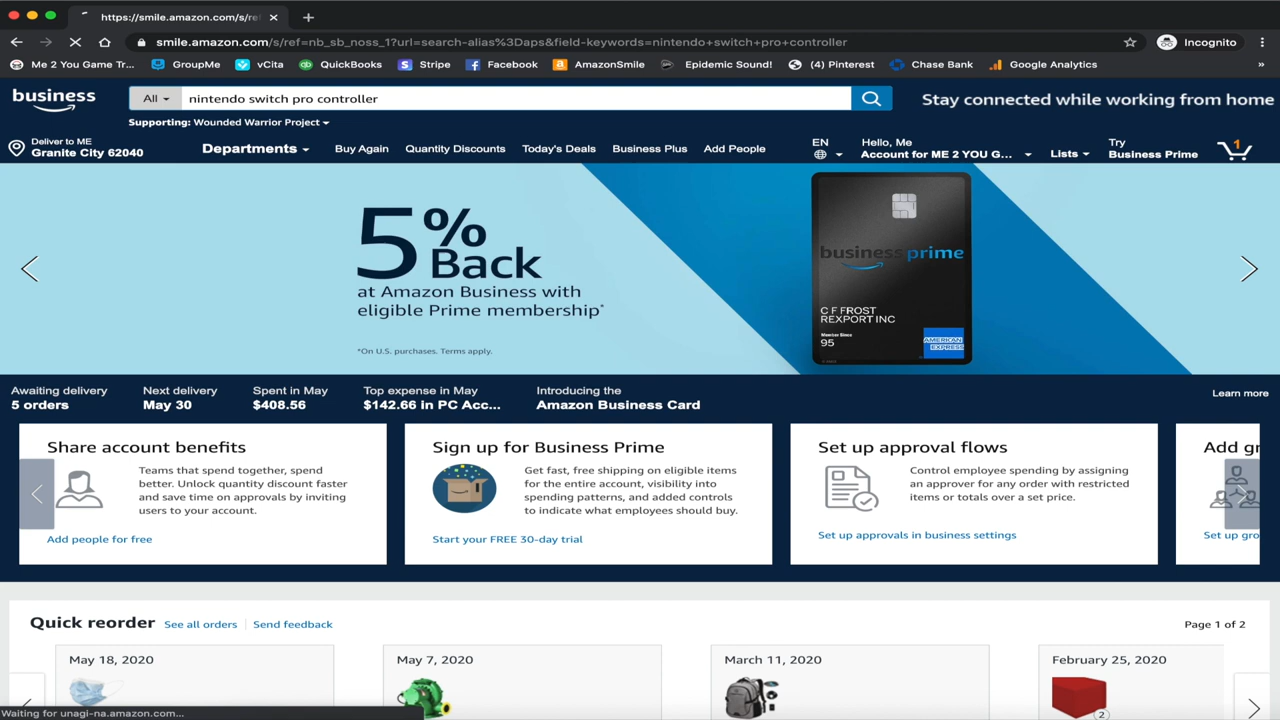 https://smile.amazon.com/s/re
smile.amazon.com/s/ref=nb_sb_noss_1?url=search-alias%3Daps&field-keywords=nintendo+switch+pro+controller
Incognito
Me 2 You Game Tr...
GroupMe
vCita
QuickBooks
Stripe
Facebook
AmazonSmile
Epidemic Sound!
(4) Pinterest
Chase Bank
Google Analytics
»
business
All
nintendo switch pro controller
Stay connected while working from home
Supporting: Wounded Warrior Project
Deliver to ME
Granite City 62040
Departments
Buy Again
Quantity Discounts
Today's Deals
Business Plus
Add People
EN
Hello, Me
Account for ME 2 YOU G...
Lists
Try
Business Prime
1
5%
Back
at Amazon Business with
eligible Prime membership*
*On U.S. purchases. Terms apply.
business prime
C F FROST
REXPORT INC
Member Since
95
AMERICAN
EXPRESS
Awaiting delivery
5 orders
Next delivery
May 30
Spent in May
$408.56
Top expense in May
$142.66 in PC Acc...
Introducing the
Amazon Business Card
Learn more
Share account benefits
Teams that spend together, spend
better. Unlock quantity discount faster
and save time on approvals by inviting
users to your account.
Add people for free
Sign up for Business Prime
Get fast, free shipping on eligible items
for the entire account, visibility into
spending patterns, and added controls
to indicate what employees should buy.
Start your FREE 30-day trial
Set up approval flows
Control employee spending by assigning
an approver for any order with restricted
items or totals over a set price.
Set up approvals in business settings
Add gr
Set up gro
Quick reorder
See all orders
Send feedback
Page 1 of 2
May 18, 2020
May 7, 2020
March 11, 2020
February 25, 2020
2
Waiting for unagi-na.amazon.com...